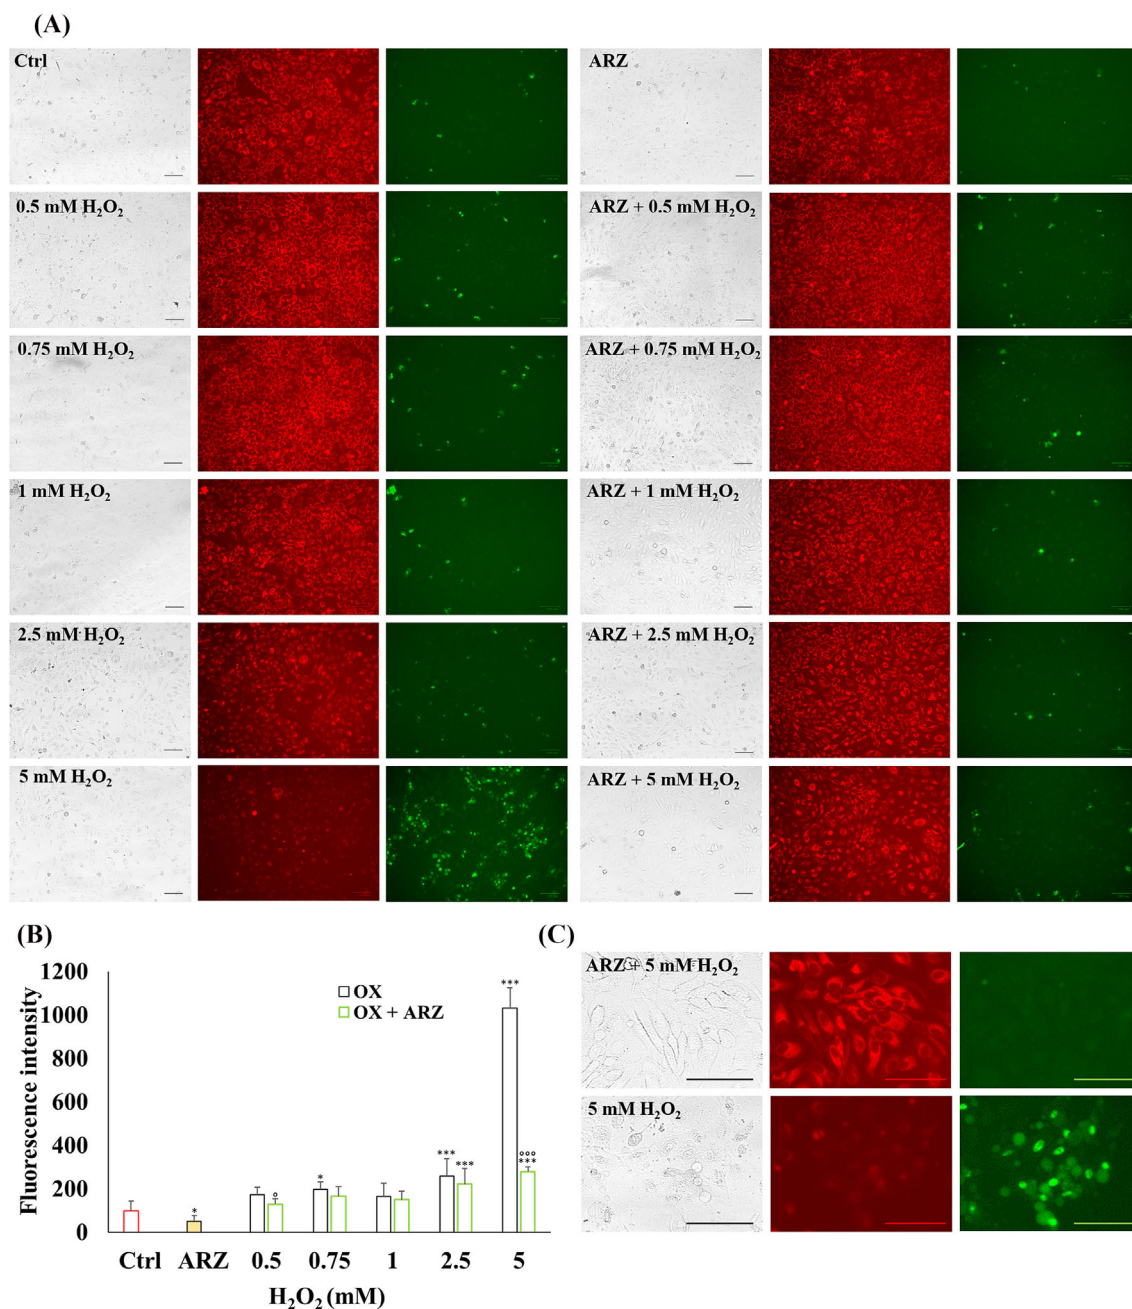 (A)
Ctrl
ARZ
0.5 mM H₂O₂
ARZ + 0.5 mM H₂O₂
0.75 mM H₂O₂
ARZ + 0.75 mM H₂O₂
1 mM H₂O₂
ARZ + 1 mM H₂O₂
2.5 mM H₂O₂
ARZ + 2.5 mM H₂O₂
5 mM H₂O₂
ARZ + 5 mM H₂O₂
(B)
Fluorescence intensity
1200
1000
800
600
400
200
0
OX
OX + ARZ
*
°
*
***
***
***
°°°
***
Ctrl ARZ 0.5 0.75 1 2.5 5
H₂O₂ (mM)
(C)
ARZ + 5 mM H₂O₂
5 mM H₂O₂